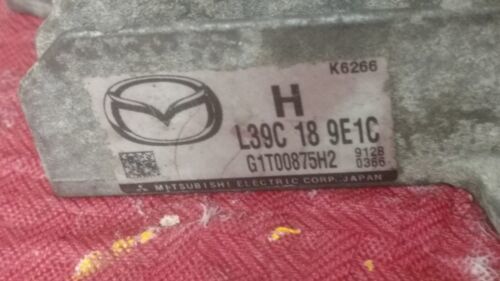 K6266
H
L39C 18 9E1C
G1T00875H2 9128
0366
MITSUBISHI ELECTRIC CORP. JAPAN